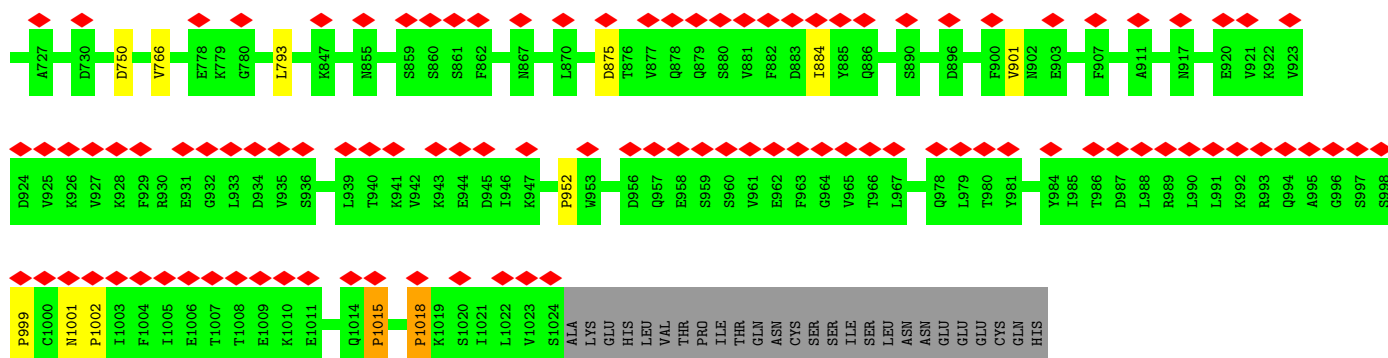 A727 D730 D750 V766 E778 K779 G780 L793 K847 N855 S859 S860 S861 F862 N867 L870 D875 T876 V877 Q878 Q879 S880 V881 F882 D883 I884 Y885 Q886 S890 D896 F900 V901 N902 E903 F907 A911 N917 E920 V921 K922 V923
D924 V925 K926 V927 K928 F929 R930 E931 G932 L933 D934 V935 S936 L939 T940 K941 V942 K943 E944 D945 I946 K947 P952 W953 D956 Q957 E958 S959 S960 V961 E962 F963 G964 V965 T966 L967 Q978 L979 T980 Y981 Y984 I985 T986 D987 L988 R989 L990 L991 K992 R993 Q994 A995 G996 S997 S998
P999 C1000 N1001 P1002 I1003 F1004 I1005 E1006 T1007 T1008 E1009 K1010 E1011 Q1014 P1015 P1018 K1019 S1020 I1021 L1022 V1023 S1024 ALA LYS GLU HIS LEU VAL THR PRO ILE THR GLN ASN CYS SER SER ILE SER LEU ASN ASN GLU GLU GLU CYS GLN HIS